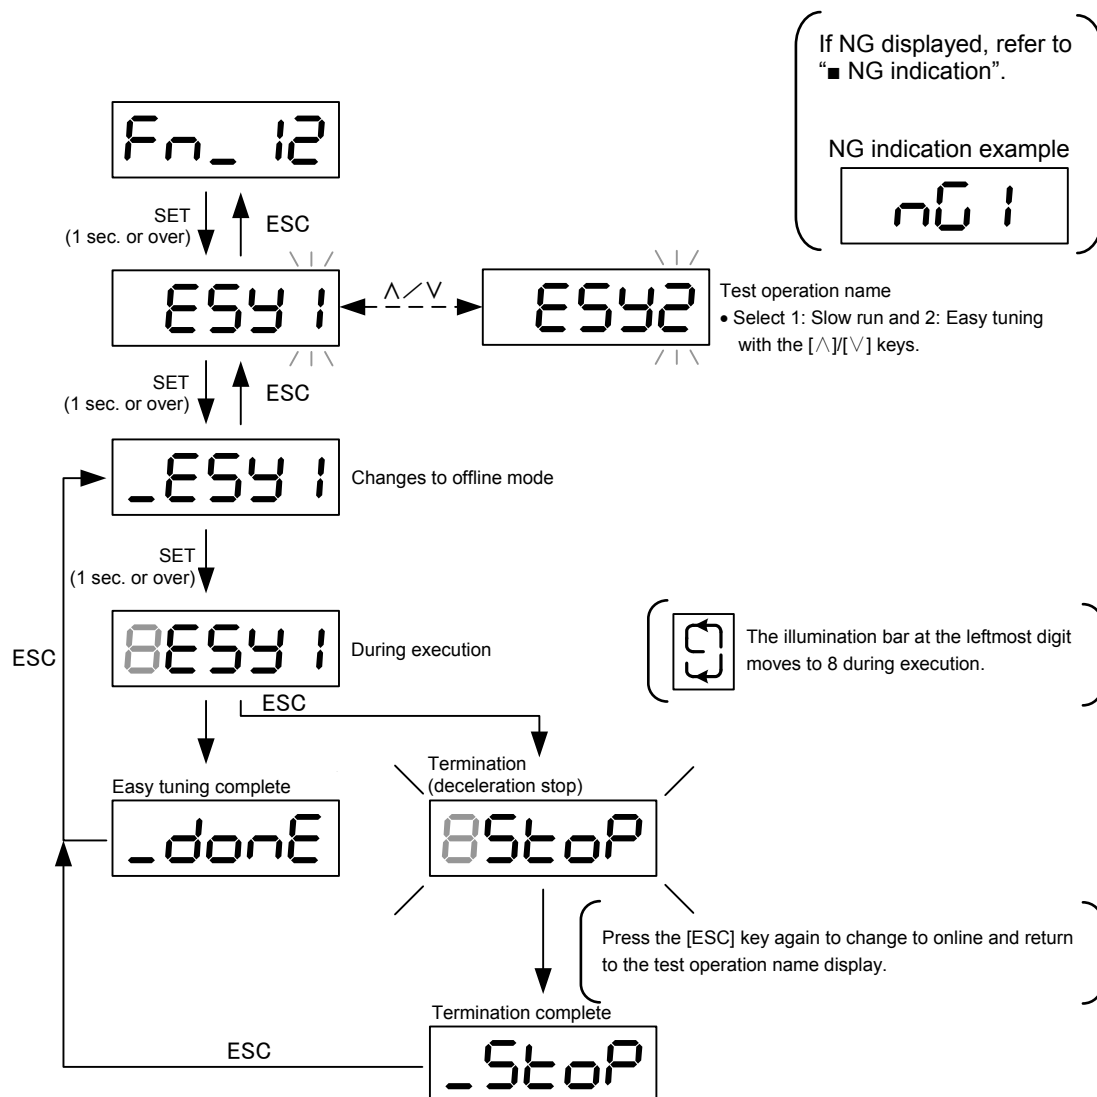 If NG displayed, refer to
“■ NG indication”.
NG indication example
nG 1
Fn_ 12
SET
(1 sec. or over)
ESC
ESY1
∧／∨
ESY2
Test operation name
• Select 1: Slow run and 2: Easy tuning
with the [∧]/[∨] keys.
SET
(1 sec. or over)
ESC
_ESY1
Changes to offline mode
SET
(1 sec. or over)
8ESY1
During execution
The illumination bar at the leftmost digit
moves to 8 during execution.
ESC
ESC
Easy tuning complete
_donE
Termination
(deceleration stop)
8StoP
Press the [ESC] key again to change to online and return
to the test operation name display.
Termination complete
_StoP
ESC